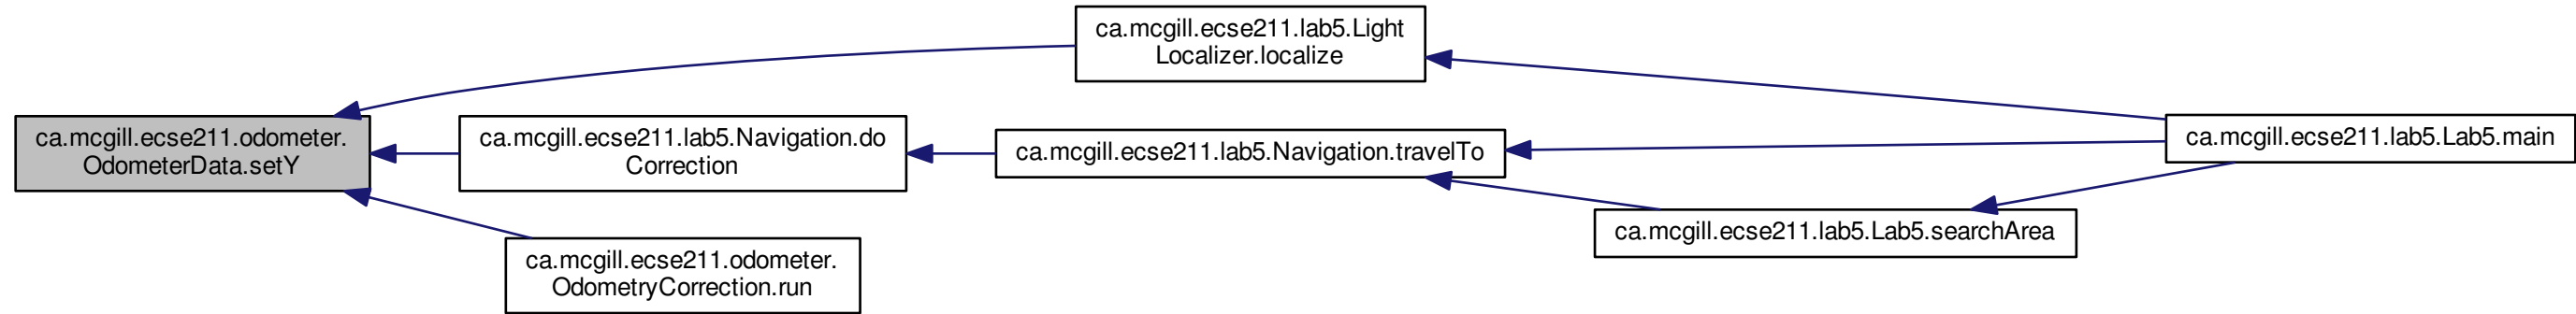 ca.mcgill.ecse211.lab5.Light
Localizer.localize
ca.mcgill.ecse211.odometer.
OdometerData.setY
ca.mcgill.ecse211.lab5.Navigation.do
Correction
ca.mcgill.ecse211.lab5.Navigation.travelTo
ca.mcgill.ecse211.lab5.Lab5.main
ca.mcgill.ecse211.lab5.Lab5.searchArea
ca.mcgill.ecse211.odometer.
OdometryCorrection.run